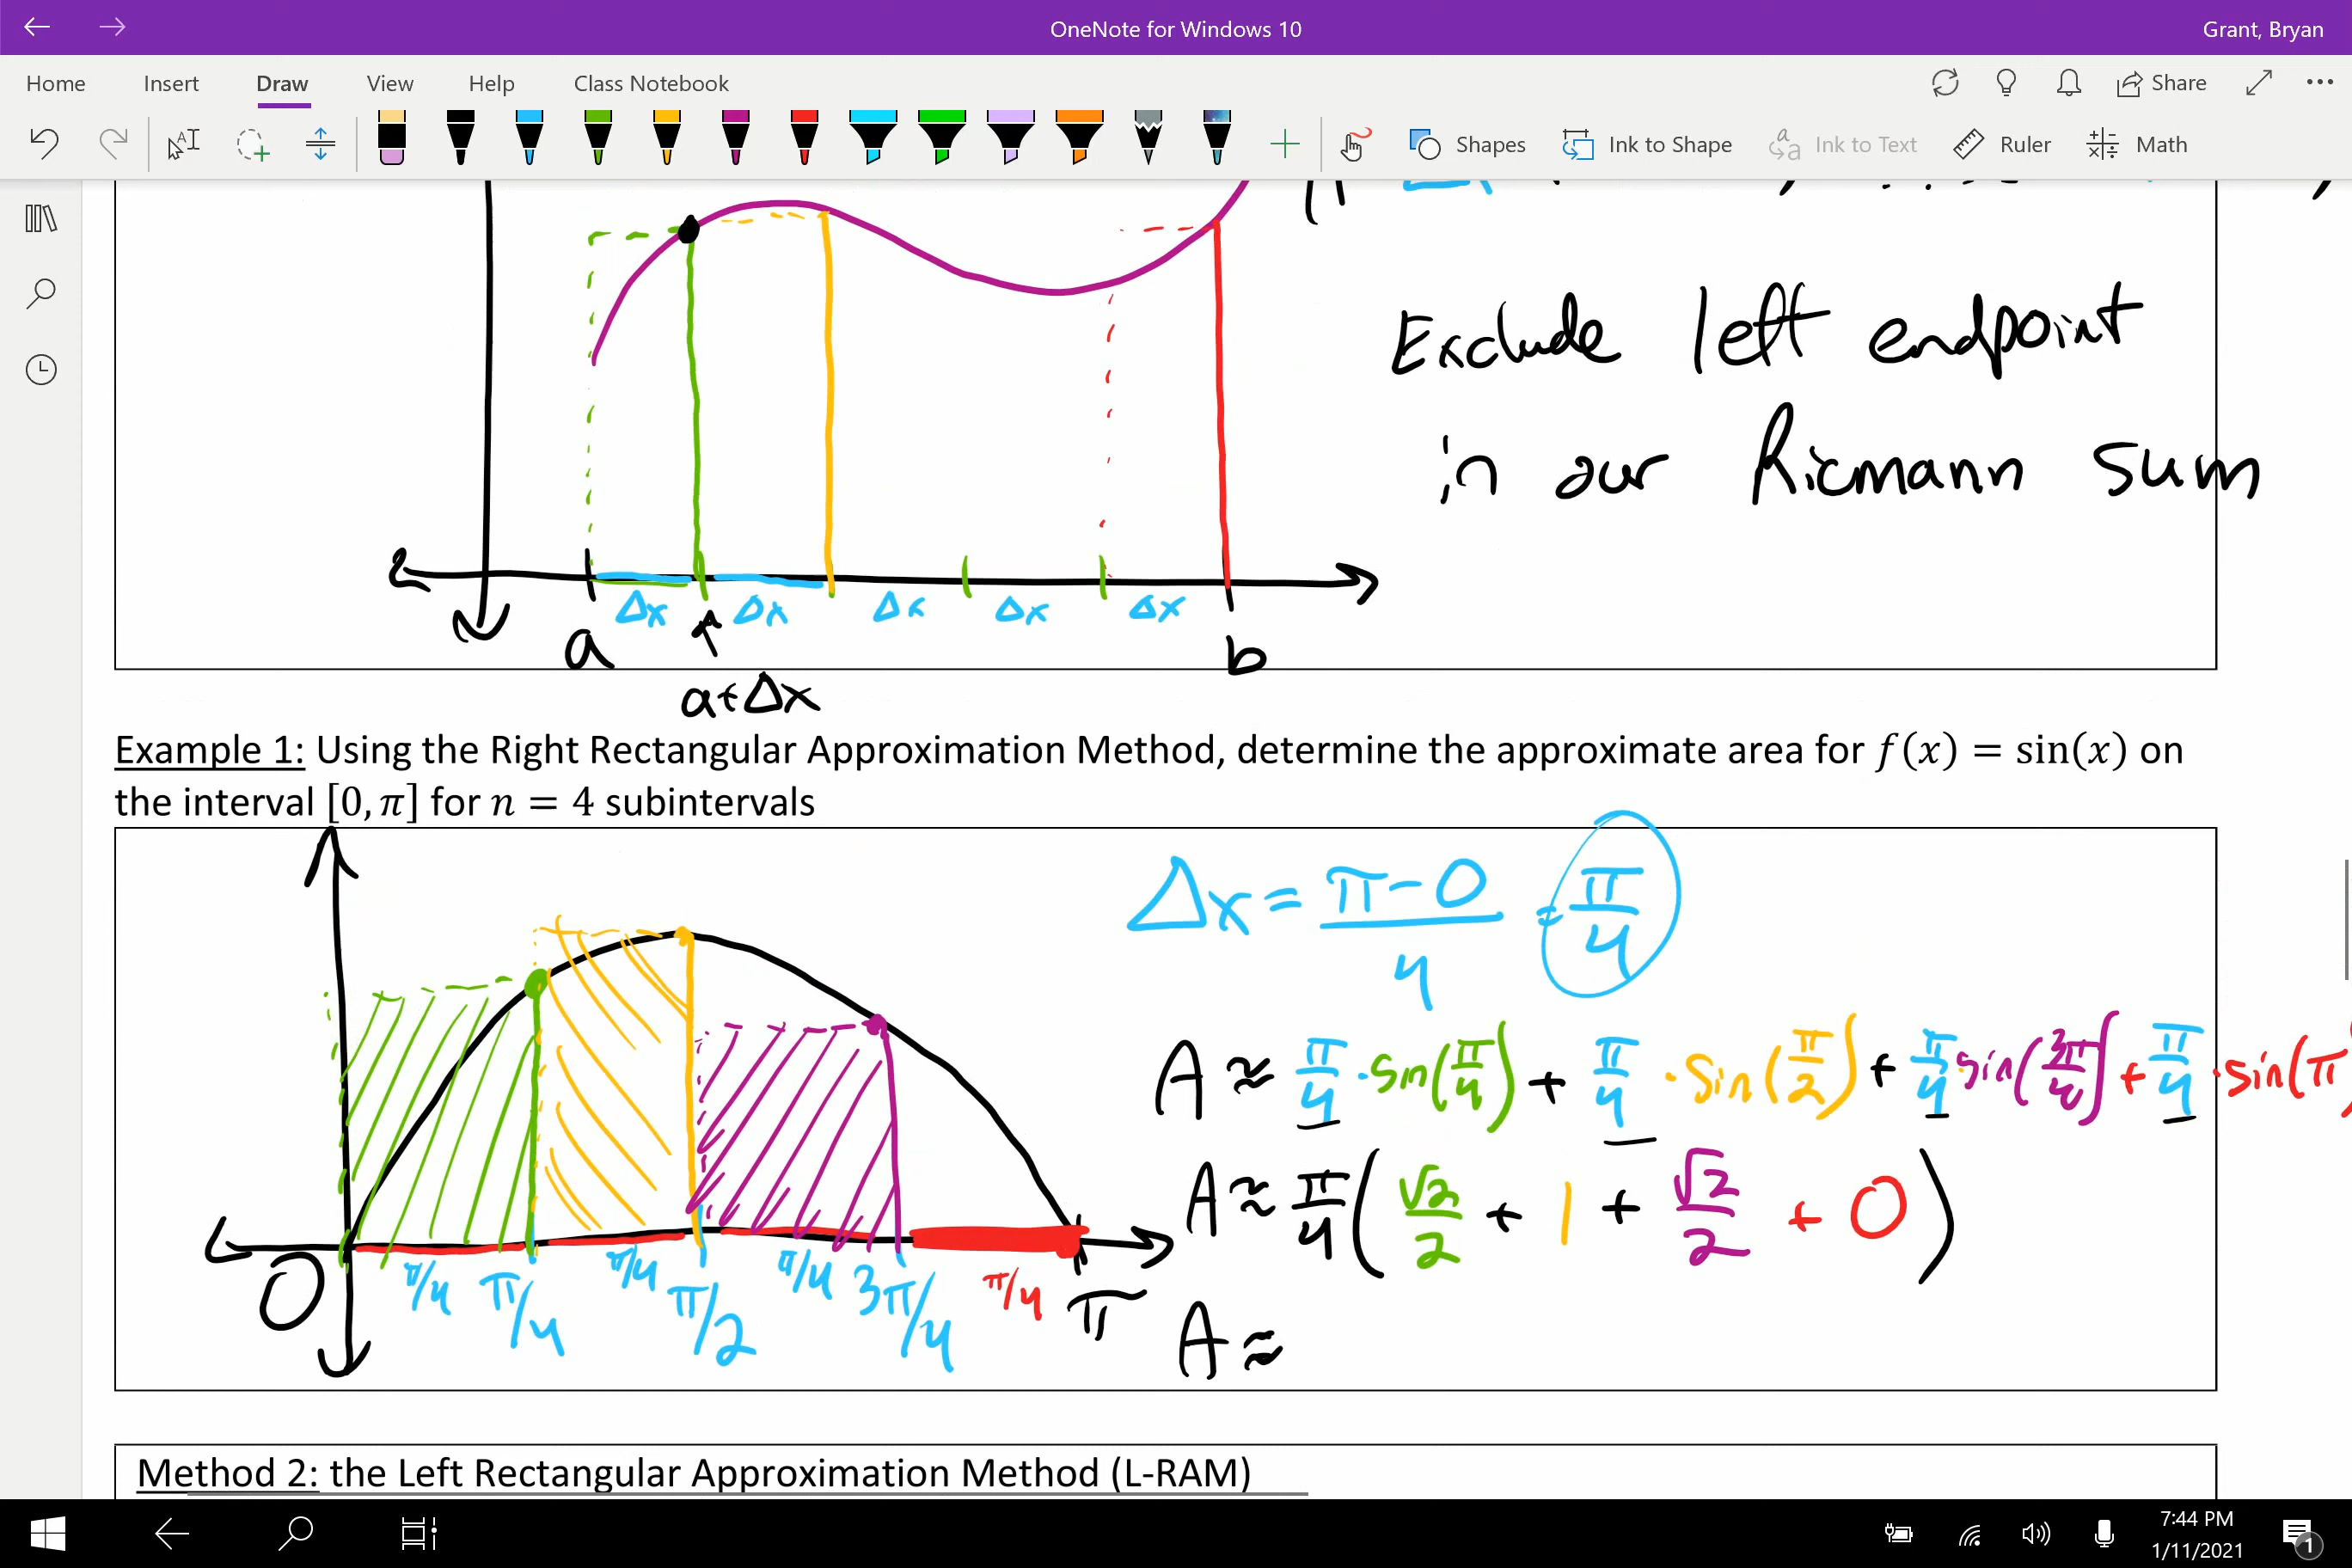 OneNote for Windows 10
Grant, Bryan
Home Insert Draw View Help Class Notebook
Share
Shapes Ink to Shape Ink to Text Ruler Math
Exclude left endpoint
in our Riemann sum
Δx Δx Δx Δx Δx
a b
a+Δx
Example 1: Using the Right Rectangular Approximation Method, determine the approximate area for f(x) = sin(x) on
the interval [0, π] for n = 4 subintervals
Δx = π-0/4 = π/4
A ≈ π/4 · sin(π/4) + π/4 · sin(π/2) + π/4 sin(3π/4) + π/4 · sin(π)
A ≈ π/4 (√2/2 + 1 + √2/2 + 0)
0 π/4 π/4 π/4 π/2 π/4 3π/4 π/4 π
A ≈
Method 2: the Left Rectangular Approximation Method (L-RAM)
7:44 PM
1/11/2021
1